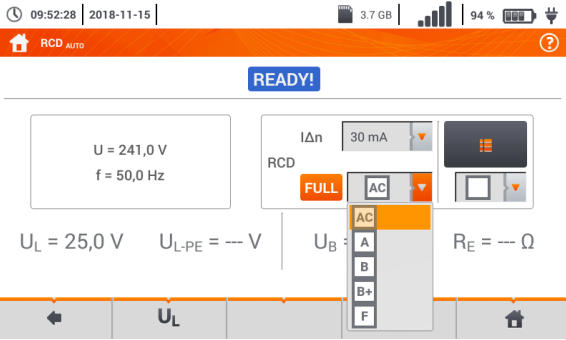 09:52:28 2018-11-15 3.7 GB 94 %
RCD AUTO ?
READY!
U = 241,0 V
f = 50,0 Hz
IΔn 30 mA
RCD
FULL AC
AC
A
B
B+
F
UL = 25,0 V UL-PE = --- V UB = RE = --- Ω
UL